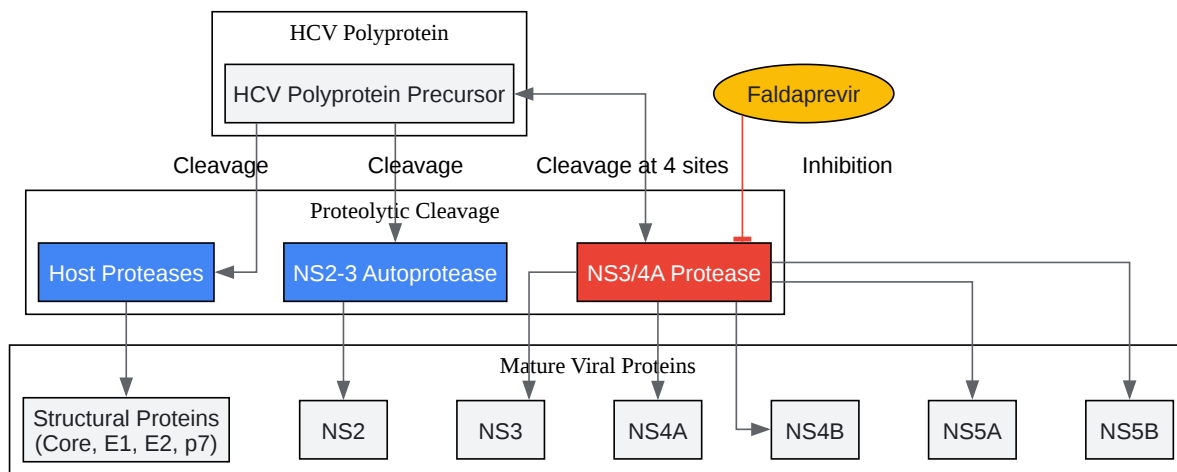 HCV Polyprotein
HCV Polyprotein Precursor
Faldaprevir
Cleavage
Cleavage
Cleavage at 4 sites
Inhibition
Proteolytic Cleavage
Host Proteases
NS2-3 Autoprotease
NS3/4A Protease
Mature Viral Proteins
Structural Proteins
(Core, E1, E2, p7)
NS2
NS3
NS4A
NS4B
NS5A
NS5B